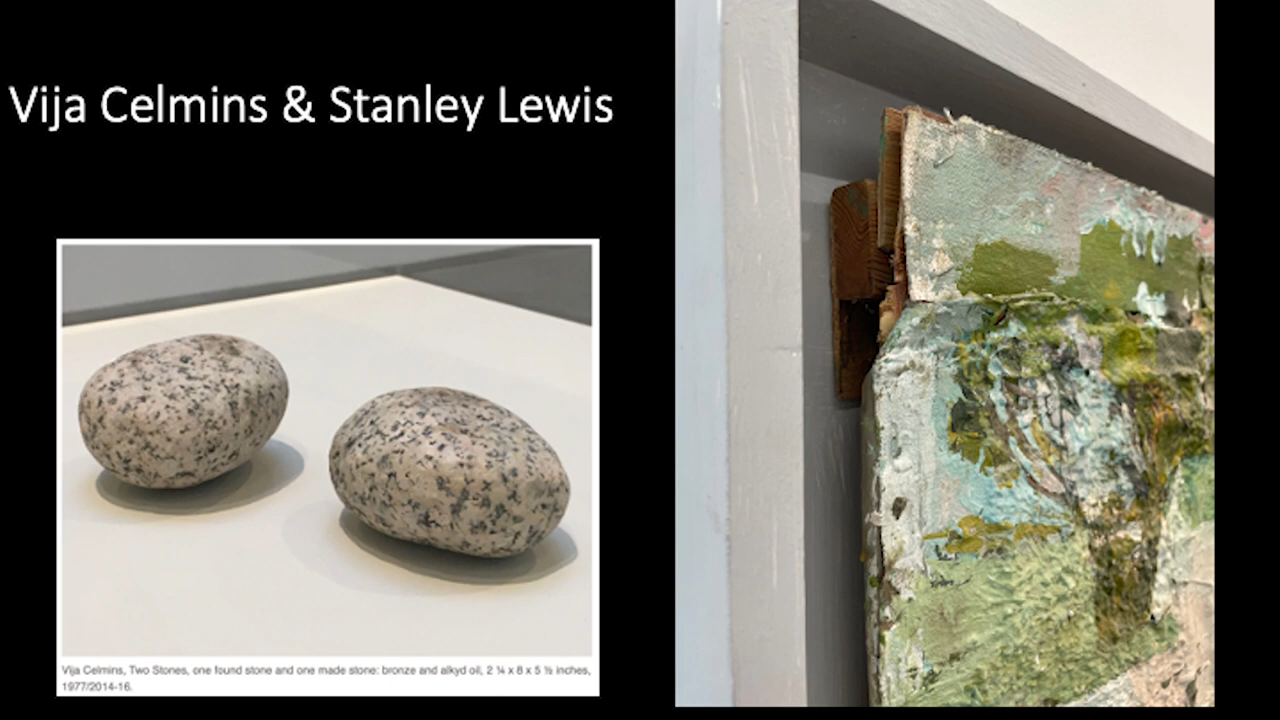 Vija Celmins & Stanley Lewis
Vija Celmins, Two Stones, one found stone and one made stone: bronze and alkyd oil, 2 ¼ x 8 x 5 ½ inches,
1977/2014-16.